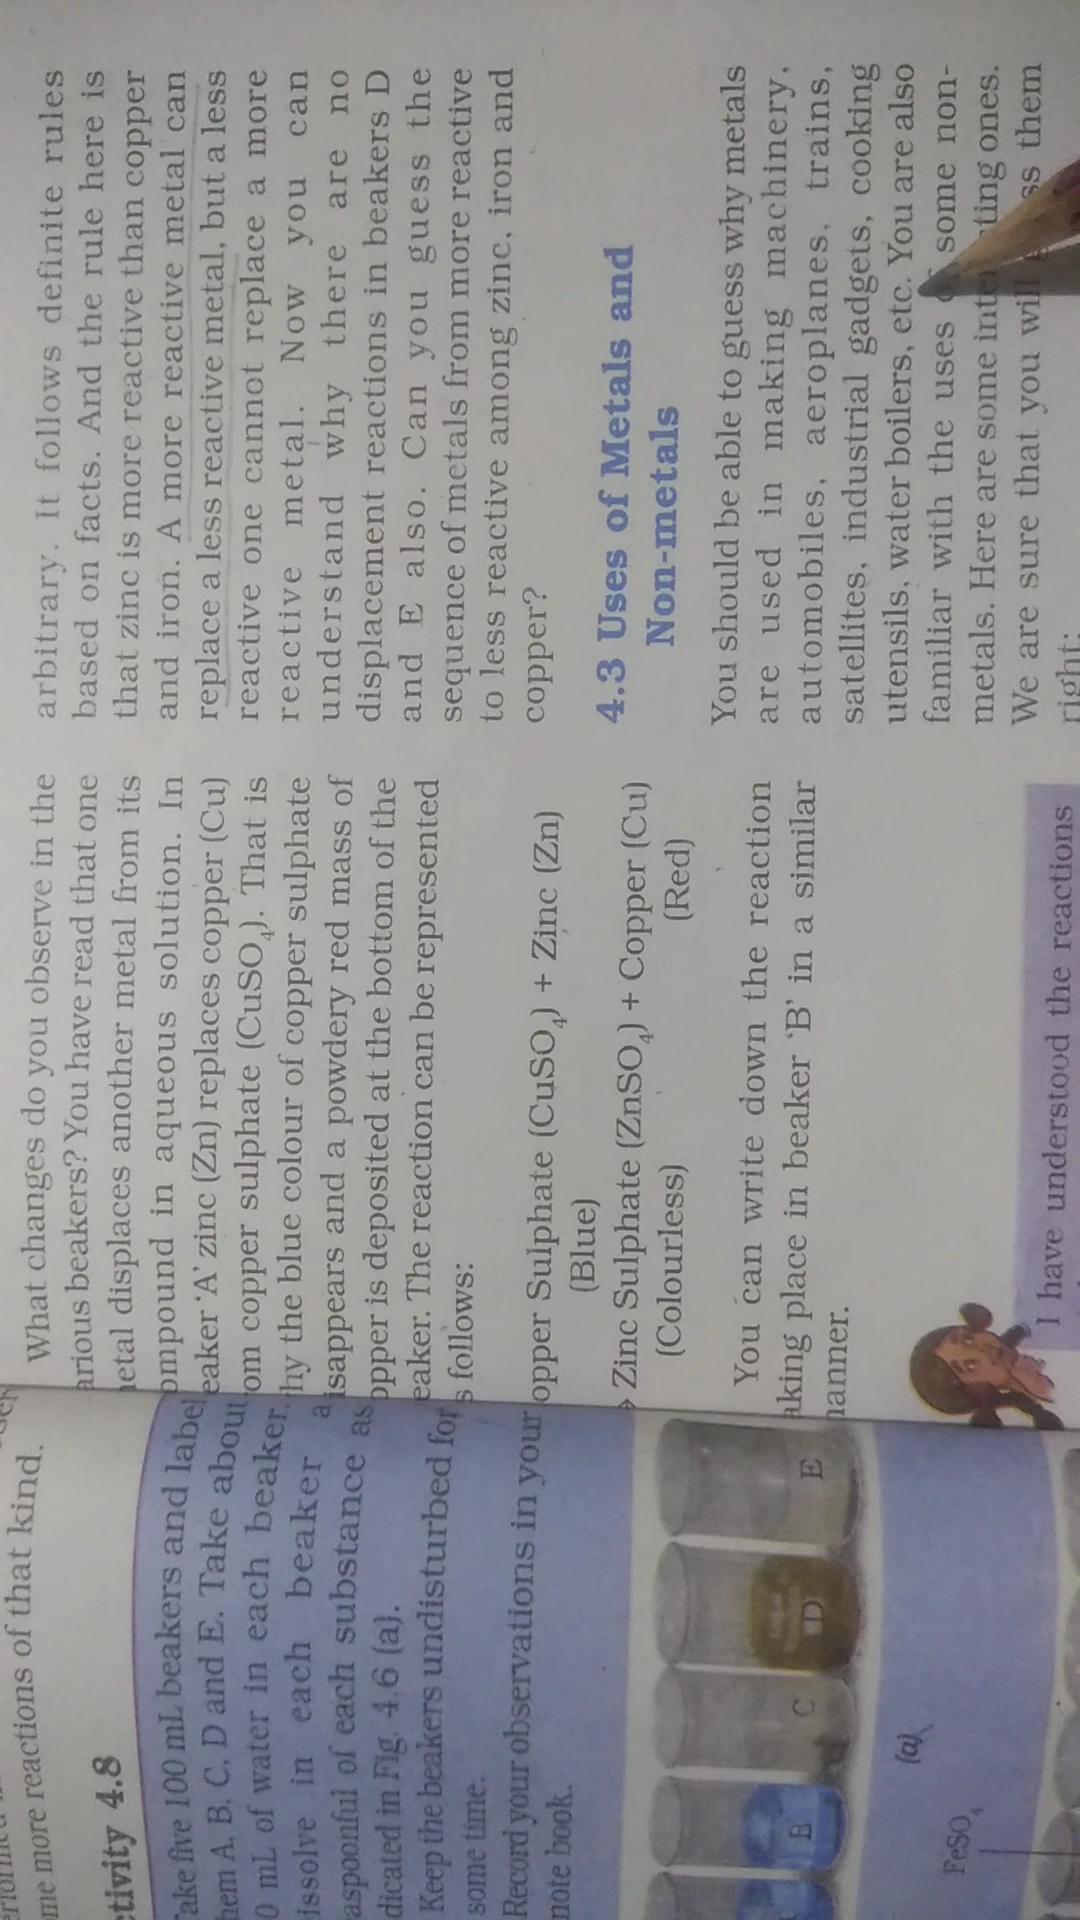 me more reactions of that kind.
ctivity 4.8
ake five 100 mL beakers and label
hem A, B, C, D and E. Take about
0 mL of water in each beaker.
issolve in each beaker a
aspoonful of each substance as
dicated in Fig. 4.6 (a).
Keep the beakers undisturbed for
some time.
Record your observations in your
note book.
B
C
D
E
(a)
FeSO4
What changes do you observe in the
arious beakers? You have read that one
etal displaces another metal from its
ompound in aqueous solution. In
eaker 'A' zinc (Zn) replaces copper (Cu)
om copper sulphate (CuSO4). That is
hy the blue colour of copper sulphate
isappears and a powdery red mass of
opper is deposited at the bottom of the
eaker. The reaction can be represented
s follows:
opper Sulphate (CuSO4) + Zinc (Zn)
(Blue)
→ Zinc Sulphate (ZnSO4) + Copper (Cu)
(Colourless) (Red)
You can write down the reaction
aking place in beaker 'B' in a similar
anner.
I have understood the reactions
arbitrary. It follows definite rules
based on facts. And the rule here is
that zinc is more reactive than copper
and iron. A more reactive metal can
replace a less reactive metal, but a less
reactive one cannot replace a more
reactive metal. Now you can
understand why there are no
displacement reactions in beakers D
and E also. Can you guess the
sequence of metals from more reactive
to less reactive among zinc, iron and
copper?
4.3 Uses of Metals and
Non-metals
You should be able to guess why metals
are used in making machinery,
automobiles, aeroplanes, trains,
satellites, industrial gadgets, cooking
utensils, water boilers, etc. You are also
familiar with the uses some non-
metals. Here are some inte ting ones.
We are sure that you will ss them
right: